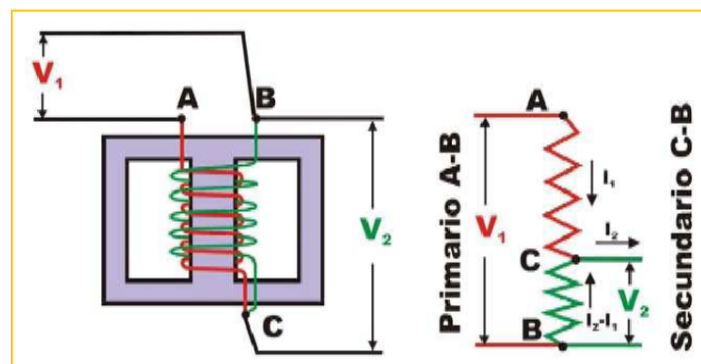 V₁
A
B
V₂
C
Primario A-B
V₁
A
I₁
I₂
C
I₂-I₁
V₂
B
Secundario C-B